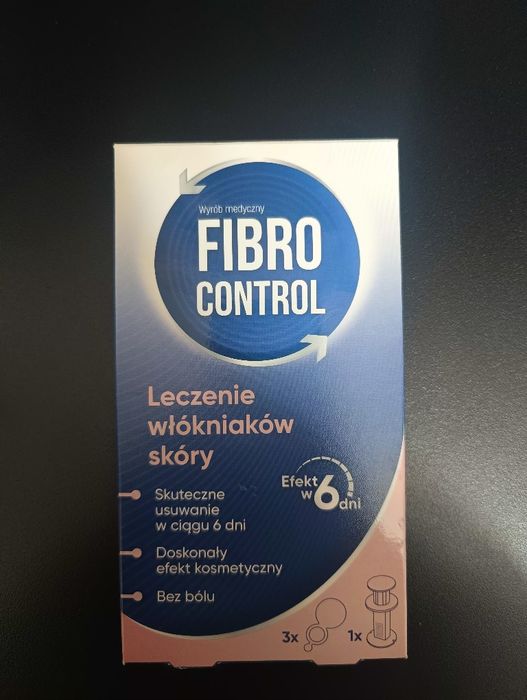 Wyrób medyczny
FIBRO
CONTROL
Leczenie
włókniaków
skóry
Efekt
w 6 dni
Skuteczne
usuwanie
w ciągu 6 dni
Doskonały
efekt kosmetyczny
Bez bólu
3x 1x